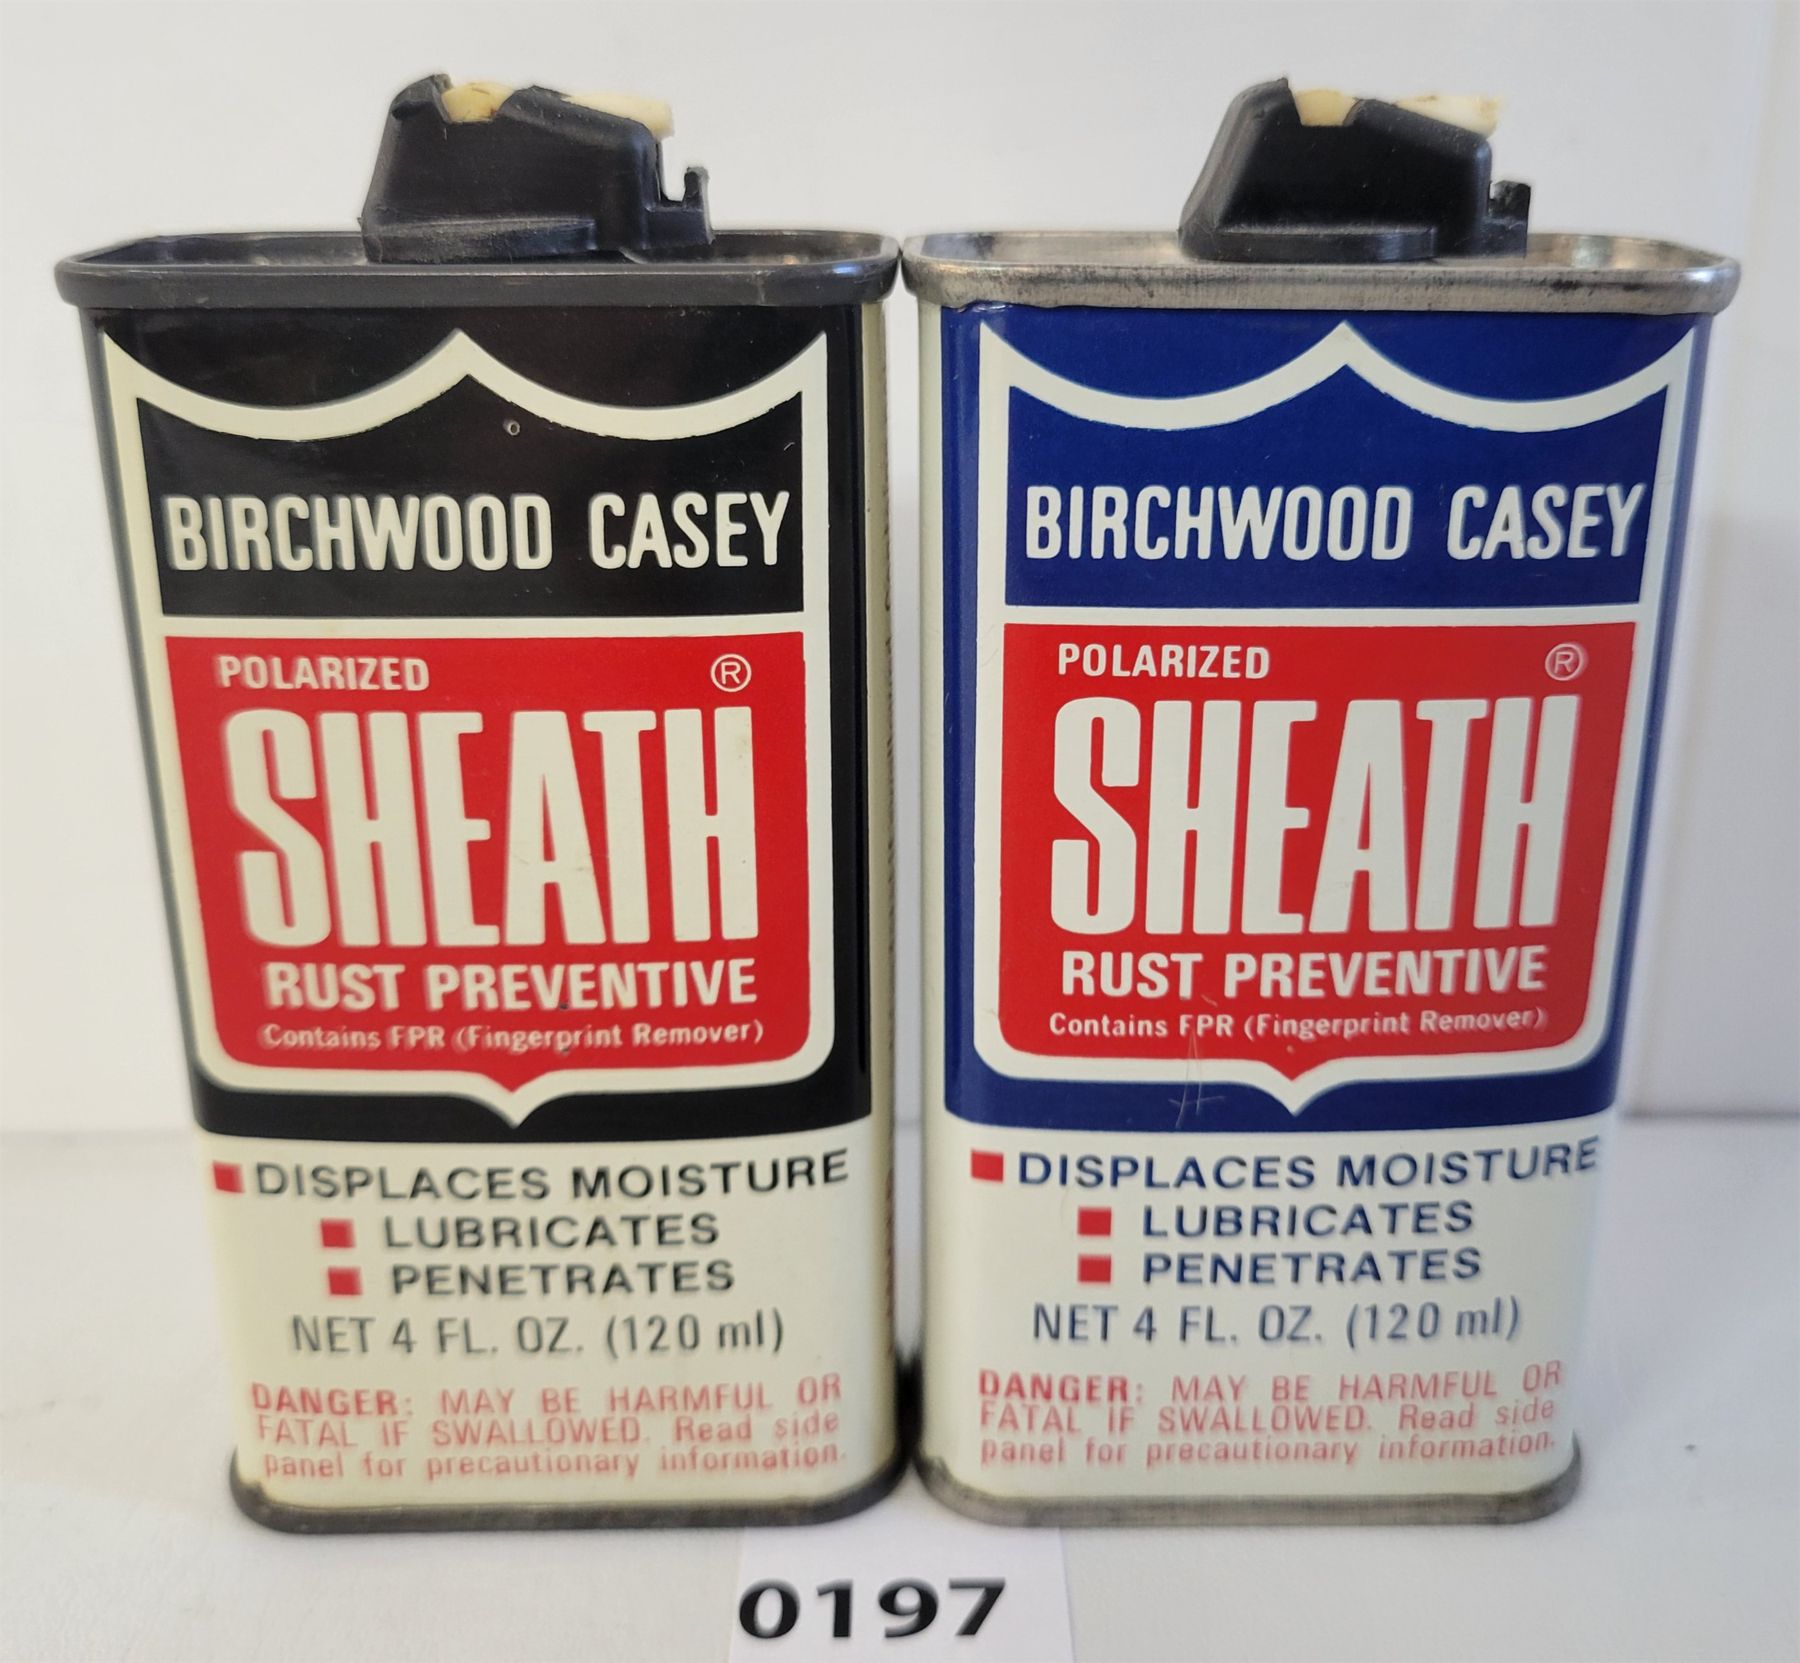 BIRCHWOOD CASEY
POLARIZED ®
SHEATH
RUST PREVENTIVE
Contains FPR (Fingerprint Remover)
DISPLACES MOISTURE
LUBRICATES
PENETRATES
NET 4 FL. OZ. (120 ml)
DANGER: MAY BE HARMFUL OR
FATAL IF SWALLOWED. Read side
panel for precautionary information.
BIRCHWOOD CASEY
POLARIZED ®
SHEATH
RUST PREVENTIVE
Contains FPR (Fingerprint Remover)
DISPLACES MOISTURE
LUBRICATES
PENETRATES
NET 4 FL. OZ. (120 ml)
DANGER: MAY BE HARMFUL OR
FATAL IF SWALLOWED. Read side
panel for precautionary information.
0197